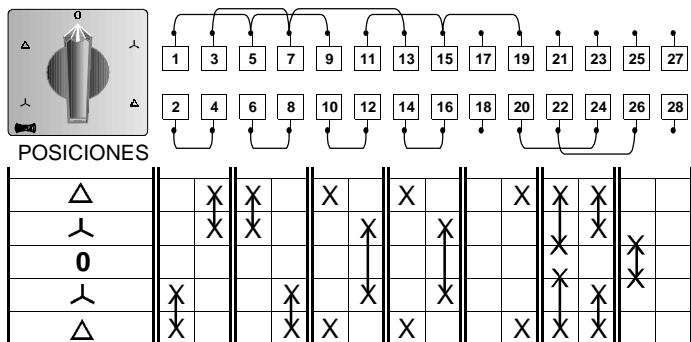 0
1 3 5 7 9 11 13 15 17 19 21 23 25 27
2 4 6 8 10 12 14 16 18 20 22 24 26 28
POSICIONES
X X X X X X X X
X X X X X
0 X X
X X X X X X
X X X X X X X